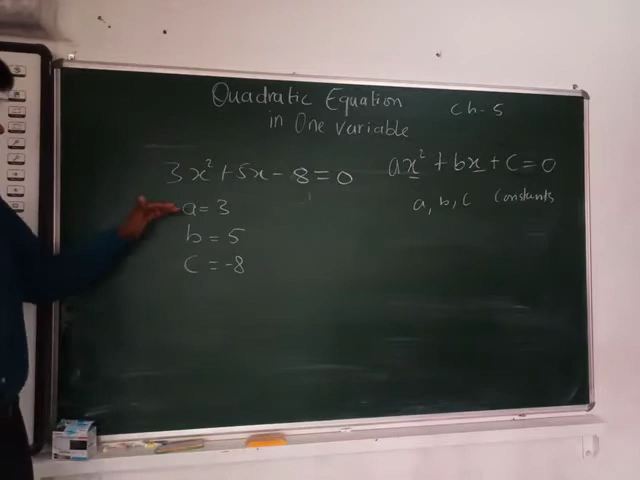 Quadratic Equation Ch-5
in One variable
3x² + 5x - 8 = 0
a = 3
b = 5
c = -8
ax² + bx + c = 0
a, b, c constants